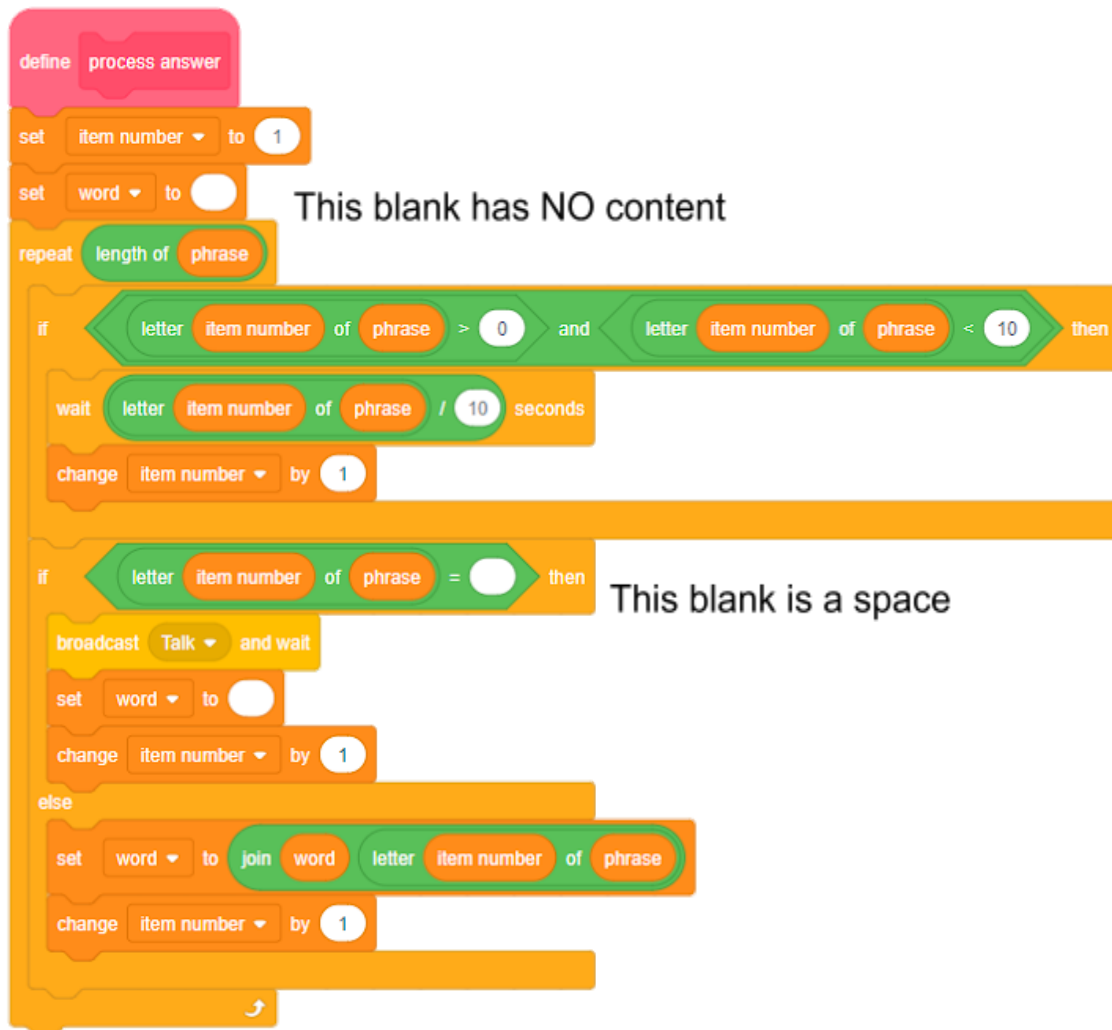 define process answer
set item number to 1
set word to
This blank has NO content
repeat length of phrase
if letter item number of phrase > 0 and letter item number of phrase < 10 then
wait letter item number of phrase / 10 seconds
change item number by 1
if letter item number of phrase = then
This blank is a space
broadcast Talk and wait
set word to
change item number by 1
else
set word to join word letter item number of phrase
change item number by 1